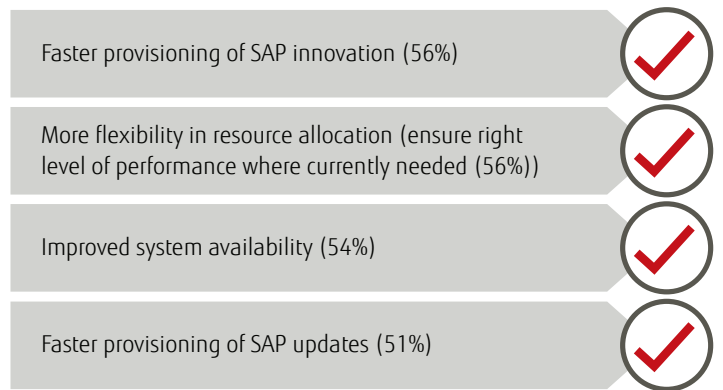 Faster provisioning of SAP innovation (56%)
More flexibility in resource allocation (ensure right
level of performance where currently needed (56%))
Improved system availability (54%)
Faster provisioning of SAP updates (51%)